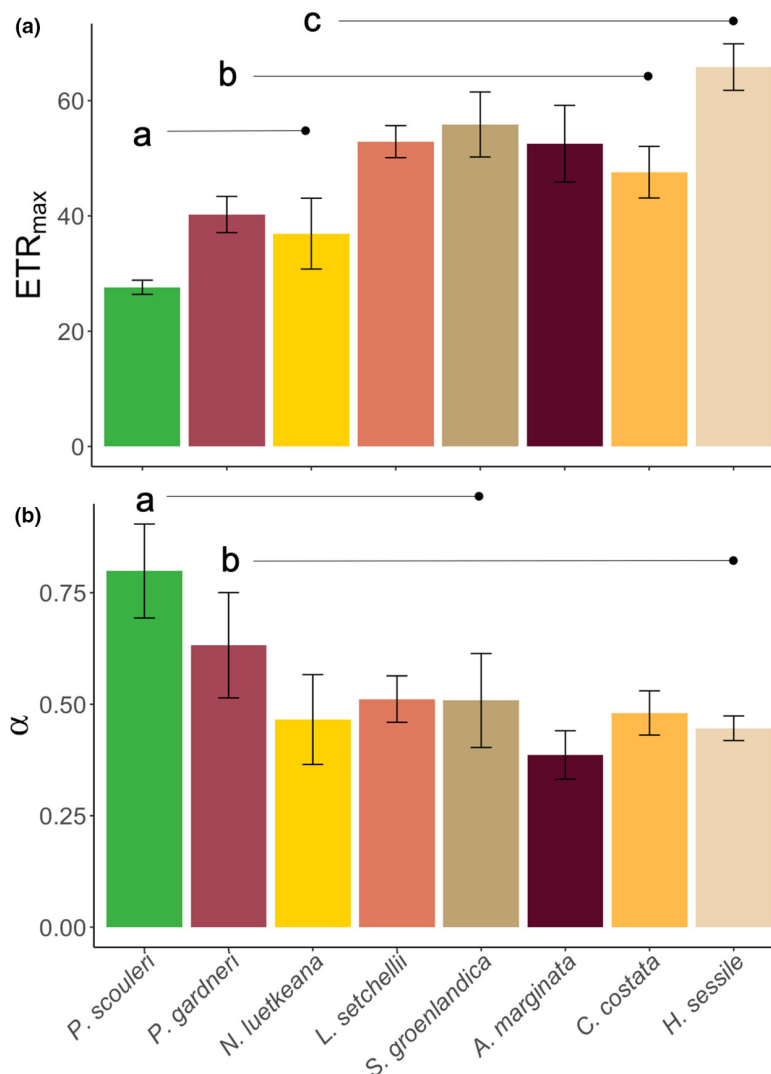 (a)
c
b
a
60
40
20
0
ETRmax
(b)
a
b
0.75
0.50
0.25
0.00
α
P. scouleri
P. gardneri
N. luetkeana
L. setchellii
S. groenlandica
A. marginata
C. costata
H. sessile